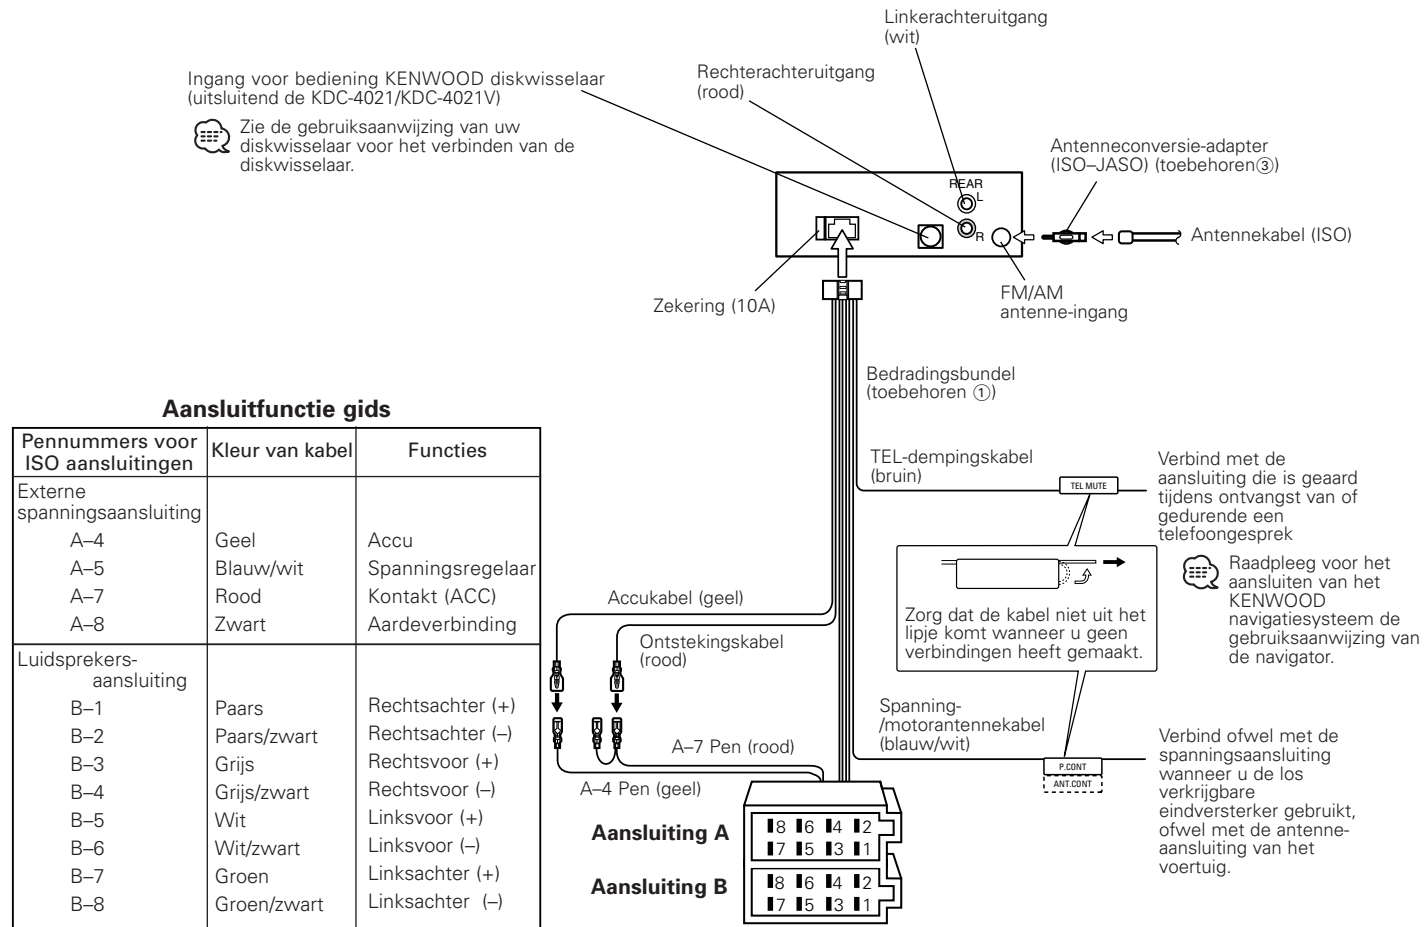 Linkerachteruitgang
(wit)
Rechterachteruitgang
(rood)
Ingang voor bediening KENWOOD diskwisselaar
(uitsluitend de KDC-4021/KDC-4021V)
Zie de gebruiksaanwijzing van uw
diskwisselaar voor het verbinden van de
diskwisselaar.
Antenneconversie-adapter
(ISO–JASO) (toebehoren③)
REAR
L
R
Antennekabel (ISO)
Zekering (10A)
FM/AM
antenne-ingang
Bedradingsbundel
(toebehoren ①)
Aansluitfunctie gids
Pennummers voor
ISO aansluitingen
Kleur van kabel
Functies
Externe
spanningsaansluiting
A–4 Geel Accu
A–5 Blauw/wit Spanningsregelaar
A–7 Rood Kontakt (ACC)
A–8 Zwart Aardeverbinding
Luidsprekers-
aansluiting
B–1 Paars Rechtsachter (+)
B–2 Paars/zwart Rechtsachter (–)
B–3 Grijs Rechtsvoor (+)
B–4 Grijs/zwart Rechtsvoor (–)
B–5 Wit Linksvoor (+)
B–6 Wit/zwart Linksvoor (–)
B–7 Groen Linksachter (+)
B–8 Groen/zwart Linksachter (–)
TEL-dempingskabel
(bruin)
TEL MUTE
Verbind met de
aansluiting die is geaard
tijdens ontvangst van of
gedurende een
telefoongesprek
Raadpleeg voor het
aansluiten van het
KENWOOD
navigatiesysteem de
gebruiksaanwijzing van
de navigator.
Zorg dat de kabel niet uit het
lipje komt wanneer u geen
verbindingen heeft gemaakt.
Accukabel (geel)
Ontstekingskabel
(rood)
A–7 Pen (rood)
A–4 Pen (geel)
Spanning-
/motorantennekabel
(blauw/wit)
P.CONT
ANT.CONT
Verbind ofwel met de
spanningsaansluiting
wanneer u de los
verkrijgbare
eindversterker gebruikt,
ofwel met de antenne-
aansluiting van het
voertuig.
Aansluiting A
8 6 4 2
7 5 3 1
Aansluiting B
8 6 4 2
7 5 3 1